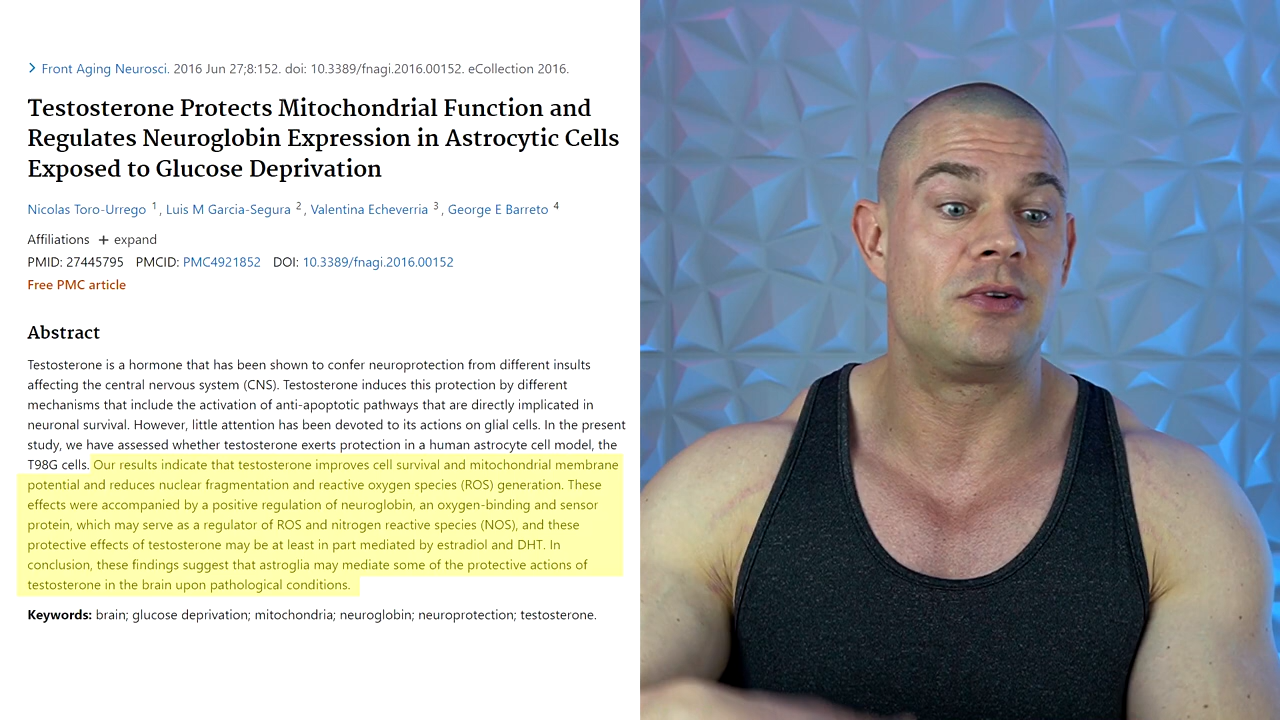 Front Aging Neurosci. 2016 Jun 27;8:152. doi: 10.3389/fnagi.2016.00152. eCollection 2016.
Testosterone Protects Mitochondrial Function and
Regulates Neuroglobin Expression in Astrocytic Cells
Exposed to Glucose Deprivation
Nicolas Toro-Urrego 1, Luis M Garcia-Segura 2, Valentina Echeverria 3, George E Barreto 4
Affiliations + expand
PMID: 27445795 PMCID: PMC4921852 DOI: 10.3389/fnagi.2016.00152
Free PMC article
Abstract
Testosterone is a hormone that has been shown to confer neuroprotection from different insults
affecting the central nervous system (CNS). Testosterone induces this protection by different
mechanisms that include the activation of anti-apoptotic pathways that are directly implicated in
neuronal survival. However, little attention has been devoted to its actions on glial cells. In the present
study, we have assessed whether testosterone exerts protection in a human astrocyte cell model, the
T98G cells. Our results indicate that testosterone improves cell survival and mitochondrial membrane
potential and reduces nuclear fragmentation and reactive oxygen species (ROS) generation. These
effects were accompanied by a positive regulation of neuroglobin, an oxygen-binding and sensor
protein, which may serve as a regulator of ROS and nitrogen reactive species (NOS), and these
protective effects of testosterone may be at least in part mediated by estradiol and DHT. In
conclusion, these findings suggest that astroglia may mediate some of the protective actions of
testosterone in the brain upon pathological conditions.
Keywords: brain; glucose deprivation; mitochondria; neuroglobin; neuroprotection; testosterone.